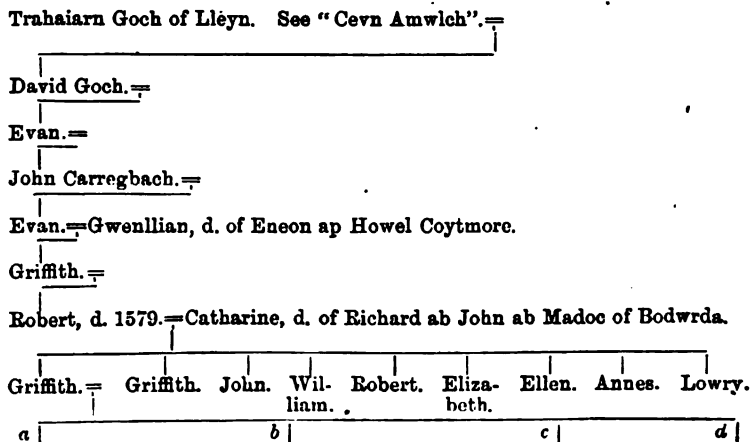 Trahaiarn Goch of Lleyn. See "Cevn Amwlch".=
David Goch.=
Evan.=
John Carregbach.=
Evan.=Gwenllian, d. of Eneon ap Howel Coytmore.
Griffith.=
Robert, d. 1579.=Catharine, d. of Richard ab John ab Madoc of Bodwrda.
Griffith.= Griffith. John. Wil- Robert. Eliza- Ellen. Annes. Lowry.
liam. beth.
a b c d